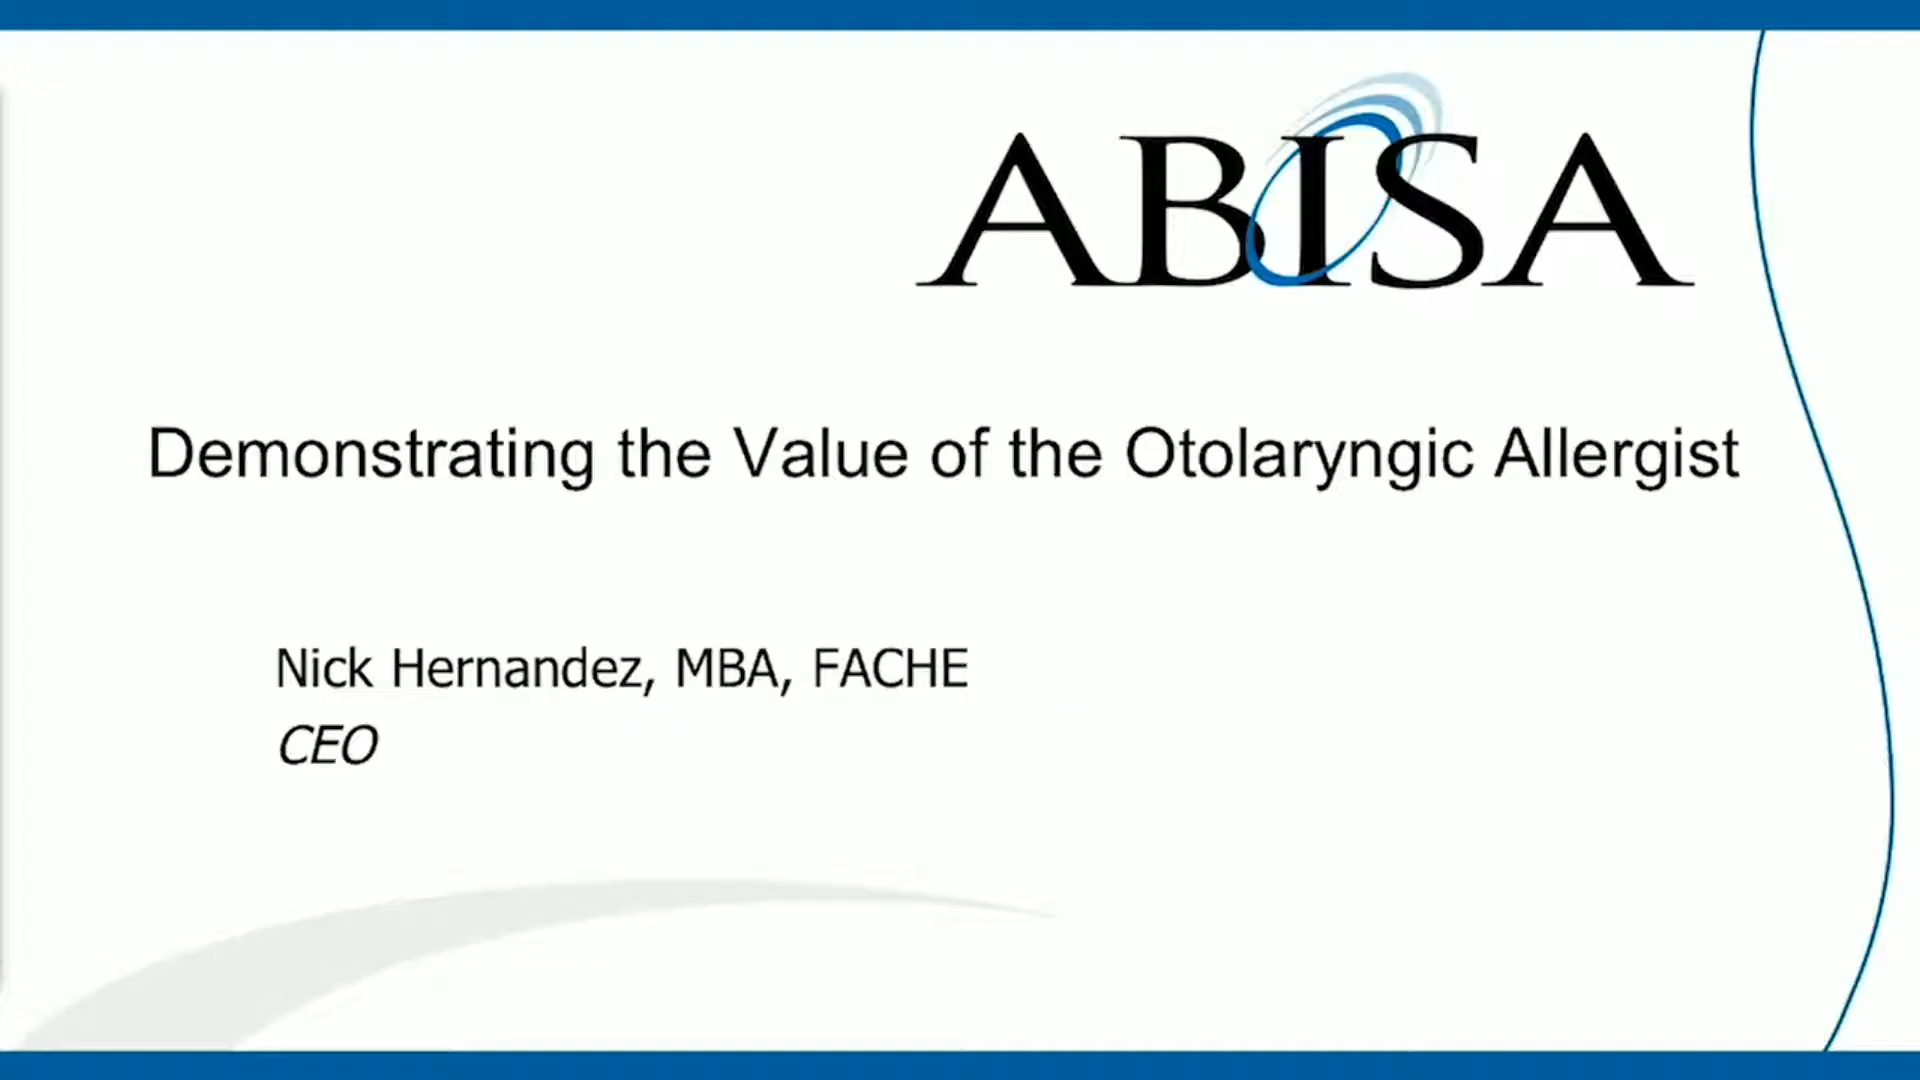 ABISA
Demonstrating the Value of the Otolaryngic Allergist
Nick Hernandez, MBA, FACHE
CEO